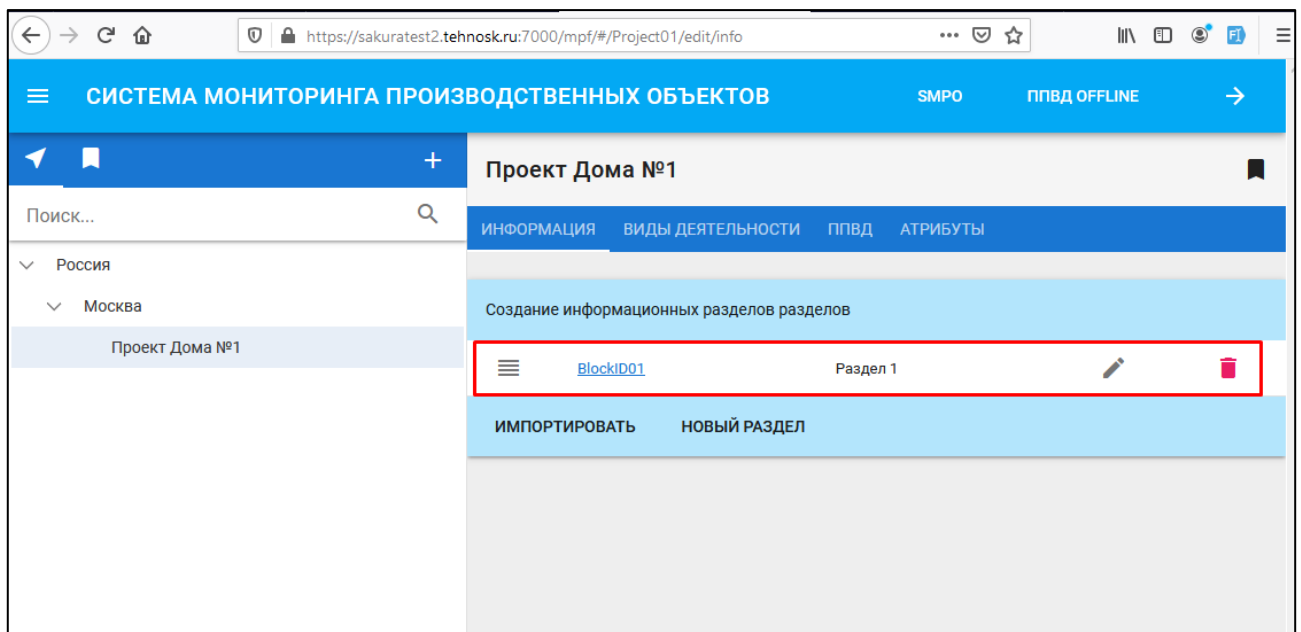 https://sakuratest2.tehnosk.ru:7000/mpf/#/Project01/edit/info
СИСТЕМА МОНИТОРИНГА ПРОИЗВОДСТВЕННЫХ ОБЪЕКТОВ SMPO ППВД OFFLINE
Поиск...
Россия
Москва
Проект Дома №1
Проект Дома №1
ИНФОРМАЦИЯ ВИДЫ ДЕЯТЕЛЬНОСТИ ППВД АТРИБУТЫ
Создание информационных разделов разделов
BlockID01 Раздел 1
ИМПОРТИРОВАТЬ НОВЫЙ РАЗДЕЛ